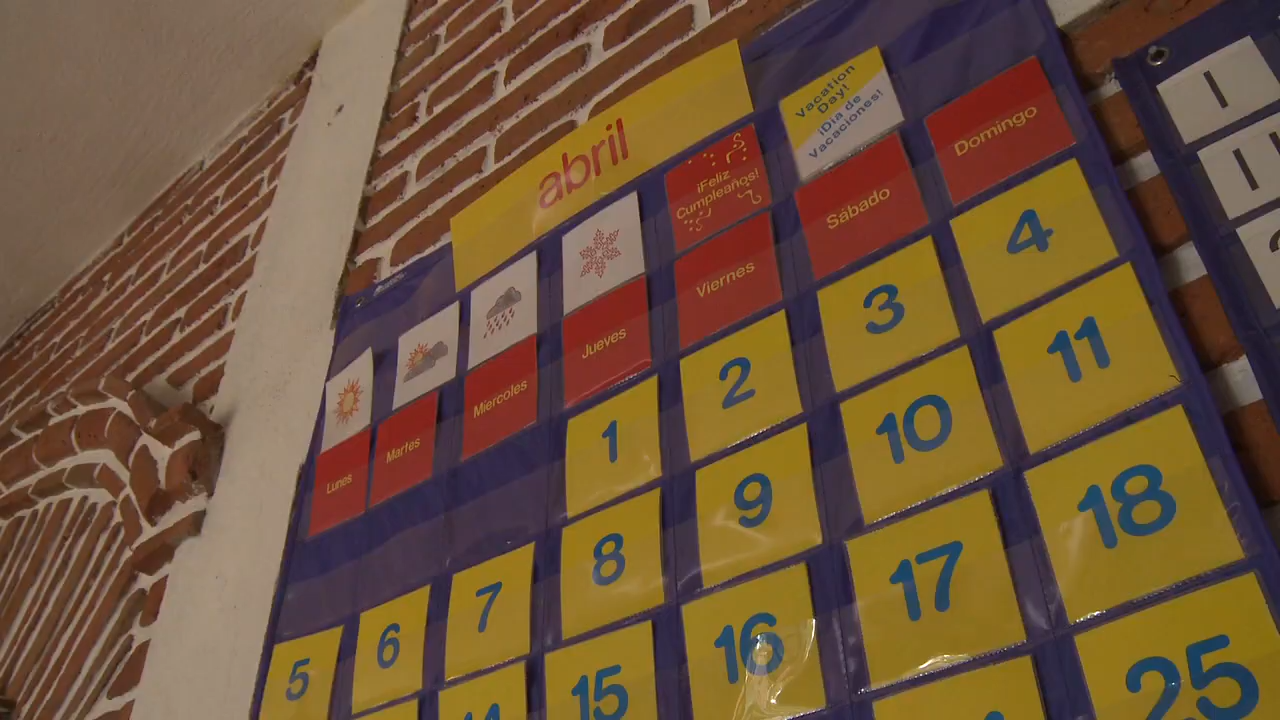 abril
Vacation
Day!
¡Día de
Vacaciones!
¡Feliz
Cumpleaños!
Lunes
Martes
Miercoles
Jueves
Viernes
Sábado
Domingo
1
2
3
4
5
6
7
8
9
10
11
15
16
17
18
25